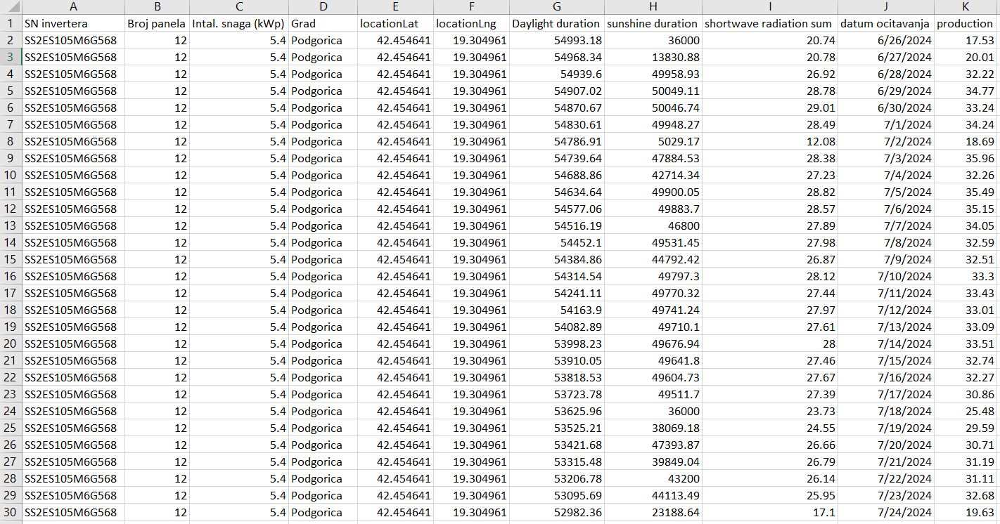 A B C D E F G H I J K
1 SN invertera Broj panela Intal. snaga (kWp) Grad locationLat locationLng Daylight duration sunshine duration shortwave radiation sum datum ocitavanja production
2 SS2ES105M6G568 12 5.4 Podgorica 42.454641 19.304961 54993.18 36000 20.74 6/26/2024 17.53
3 SS2ES105M6G568 12 5.4 Podgorica 42.454641 19.304961 54968.34 13830.88 20.78 6/27/2024 20.01
4 SS2ES105M6G568 12 5.4 Podgorica 42.454641 19.304961 54939.6 49958.93 26.92 6/28/2024 32.22
5 SS2ES105M6G568 12 5.4 Podgorica 42.454641 19.304961 54907.02 50049.11 28.78 6/29/2024 34.77
6 SS2ES105M6G568 12 5.4 Podgorica 42.454641 19.304961 54870.67 50046.74 29.01 6/30/2024 33.24
7 SS2ES105M6G568 12 5.4 Podgorica 42.454641 19.304961 54830.61 49948.27 28.49 7/1/2024 34.24
8 SS2ES105M6G568 12 5.4 Podgorica 42.454641 19.304961 54786.91 5029.17 12.08 7/2/2024 18.69
9 SS2ES105M6G568 12 5.4 Podgorica 42.454641 19.304961 54739.64 47884.53 28.38 7/3/2024 35.96
10 SS2ES105M6G568 12 5.4 Podgorica 42.454641 19.304961 54688.86 42714.34 27.23 7/4/2024 32.26
11 SS2ES105M6G568 12 5.4 Podgorica 42.454641 19.304961 54634.64 49900.05 28.82 7/5/2024 35.49
12 SS2ES105M6G568 12 5.4 Podgorica 42.454641 19.304961 54577.06 49883.7 28.57 7/6/2024 35.15
13 SS2ES105M6G568 12 5.4 Podgorica 42.454641 19.304961 54516.19 46800 27.89 7/7/2024 34.05
14 SS2ES105M6G568 12 5.4 Podgorica 42.454641 19.304961 54452.1 49531.45 27.98 7/8/2024 32.59
15 SS2ES105M6G568 12 5.4 Podgorica 42.454641 19.304961 54384.86 44792.42 26.87 7/9/2024 32.51
16 SS2ES105M6G568 12 5.4 Podgorica 42.454641 19.304961 54314.54 49797.3 28.12 7/10/2024 33.3
17 SS2ES105M6G568 12 5.4 Podgorica 42.454641 19.304961 54241.11 49770.32 27.44 7/11/2024 33.43
18 SS2ES105M6G568 12 5.4 Podgorica 42.454641 19.304961 54163.9 49741.24 27.97 7/12/2024 33.01
19 SS2ES105M6G568 12 5.4 Podgorica 42.454641 19.304961 54082.89 49710.1 27.61 7/13/2024 33.09
20 SS2ES105M6G568 12 5.4 Podgorica 42.454641 19.304961 53998.23 49676.94 28 7/14/2024 33.51
21 SS2ES105M6G568 12 5.4 Podgorica 42.454641 19.304961 53910.05 49641.8 27.46 7/15/2024 32.74
22 SS2ES105M6G568 12 5.4 Podgorica 42.454641 19.304961 53818.53 49604.73 27.67 7/16/2024 32.27
23 SS2ES105M6G568 12 5.4 Podgorica 42.454641 19.304961 53723.78 49511.7 27.39 7/17/2024 30.86
24 SS2ES105M6G568 12 5.4 Podgorica 42.454641 19.304961 53625.96 36000 23.73 7/18/2024 25.48
25 SS2ES105M6G568 12 5.4 Podgorica 42.454641 19.304961 53525.21 38069.18 24.55 7/19/2024 29.59
26 SS2ES105M6G568 12 5.4 Podgorica 42.454641 19.304961 53421.68 47393.87 26.66 7/20/2024 30.71
27 SS2ES105M6G568 12 5.4 Podgorica 42.454641 19.304961 53315.48 39849.04 26.79 7/21/2024 31.19
28 SS2ES105M6G568 12 5.4 Podgorica 42.454641 19.304961 53206.78 43200 26.14 7/22/2024 31.11
29 SS2ES105M6G568 12 5.4 Podgorica 42.454641 19.304961 53095.69 44113.49 25.95 7/23/2024 32.68
30 SS2ES105M6G568 12 5.4 Podgorica 42.454641 19.304961 52982.36 23188.64 17.1 7/24/2024 19.63